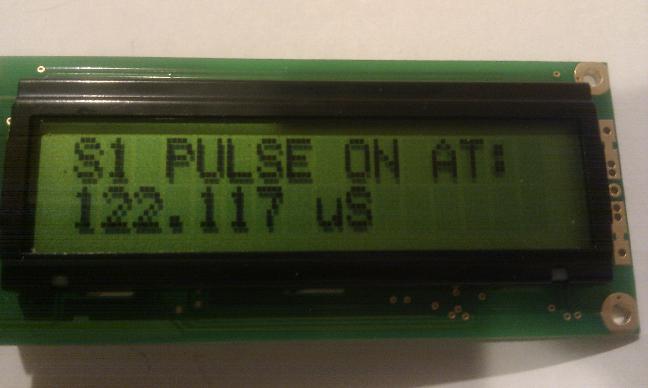 S1 PULSE ON AT:
122.117 uS